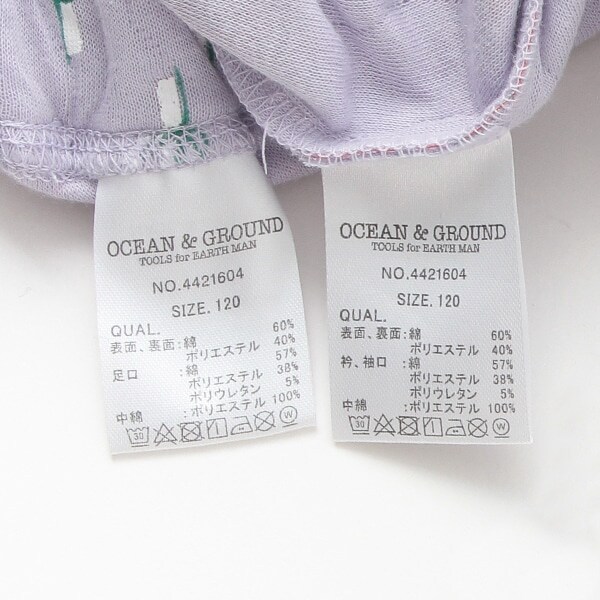 OCEAN & GROUND
TOOLS for EARTH MAN
NO.4421604
SIZE. 120
QUAL.
表面、裏面:綿 60%
:ポリエステル 40%
足口 :綿 57%
:ポリエステル 38%
ポリウレタン 5%
中綿 :ポリエステル 100%
30 W
OCEAN & GROUND
TOOLS for EARTH MAN
NO.4421604
SIZE. 120
QUAL.
表面、裏面:綿 60%
:ポリエステル 40%
衿、袖口 :綿 57%
:ポリエステル 38%
:ポリウレタン 5%
中綿 :ポリエステル 100%
30 W